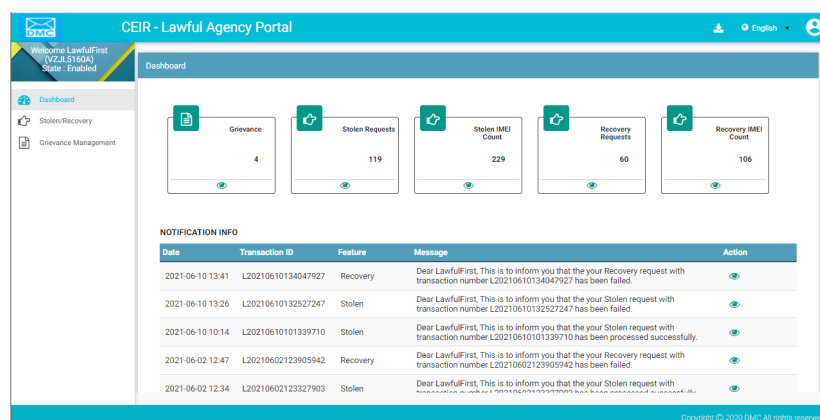 DMC
CEIR - Lawful Agency Portal
English
Welcome LawfulFirst
(VZJL5160A)
State : Enabled
Dashboard
Dashboard
Stolen/Recovery
Grievance Management
Grievance
4
Stolen Requests
119
Stolen IMEI
Count
229
Recovery
Requests
60
Recovery IMEI
Count
106
NOTIFICATION INFO
Date Transaction ID Feature Message Action
2021-06-10 13:41 L20210610134047927 Recovery Dear LawfulFirst, This is to inform you that the your Recovery request with
transaction number L20210610134047927 has been failed.
2021-06-10 13:26 L20210610132527247 Stolen Dear LawfulFirst, This is to inform you that the your Stolen request with
transaction number L20210610132527247 has been failed.
2021-06-10 10:14 L20210610101339710 Stolen Dear LawfulFirst, This is to inform you that the your Stolen request with
transaction number L20210610101339710 has been processed successfully.
2021-06-02 12:47 L20210602123905942 Recovery Dear LawfulFirst, This is to inform you that the your Recovery request with
transaction number L20210602123905942 has been failed.
2021-06-02 12:34 L20210602123327903 Stolen Dear LawfulFirst, This is to inform you that the your Stolen request with
transaction number L20210602123327903 has been processed successfully.
Copyright © 2020 DMC All rights reserved